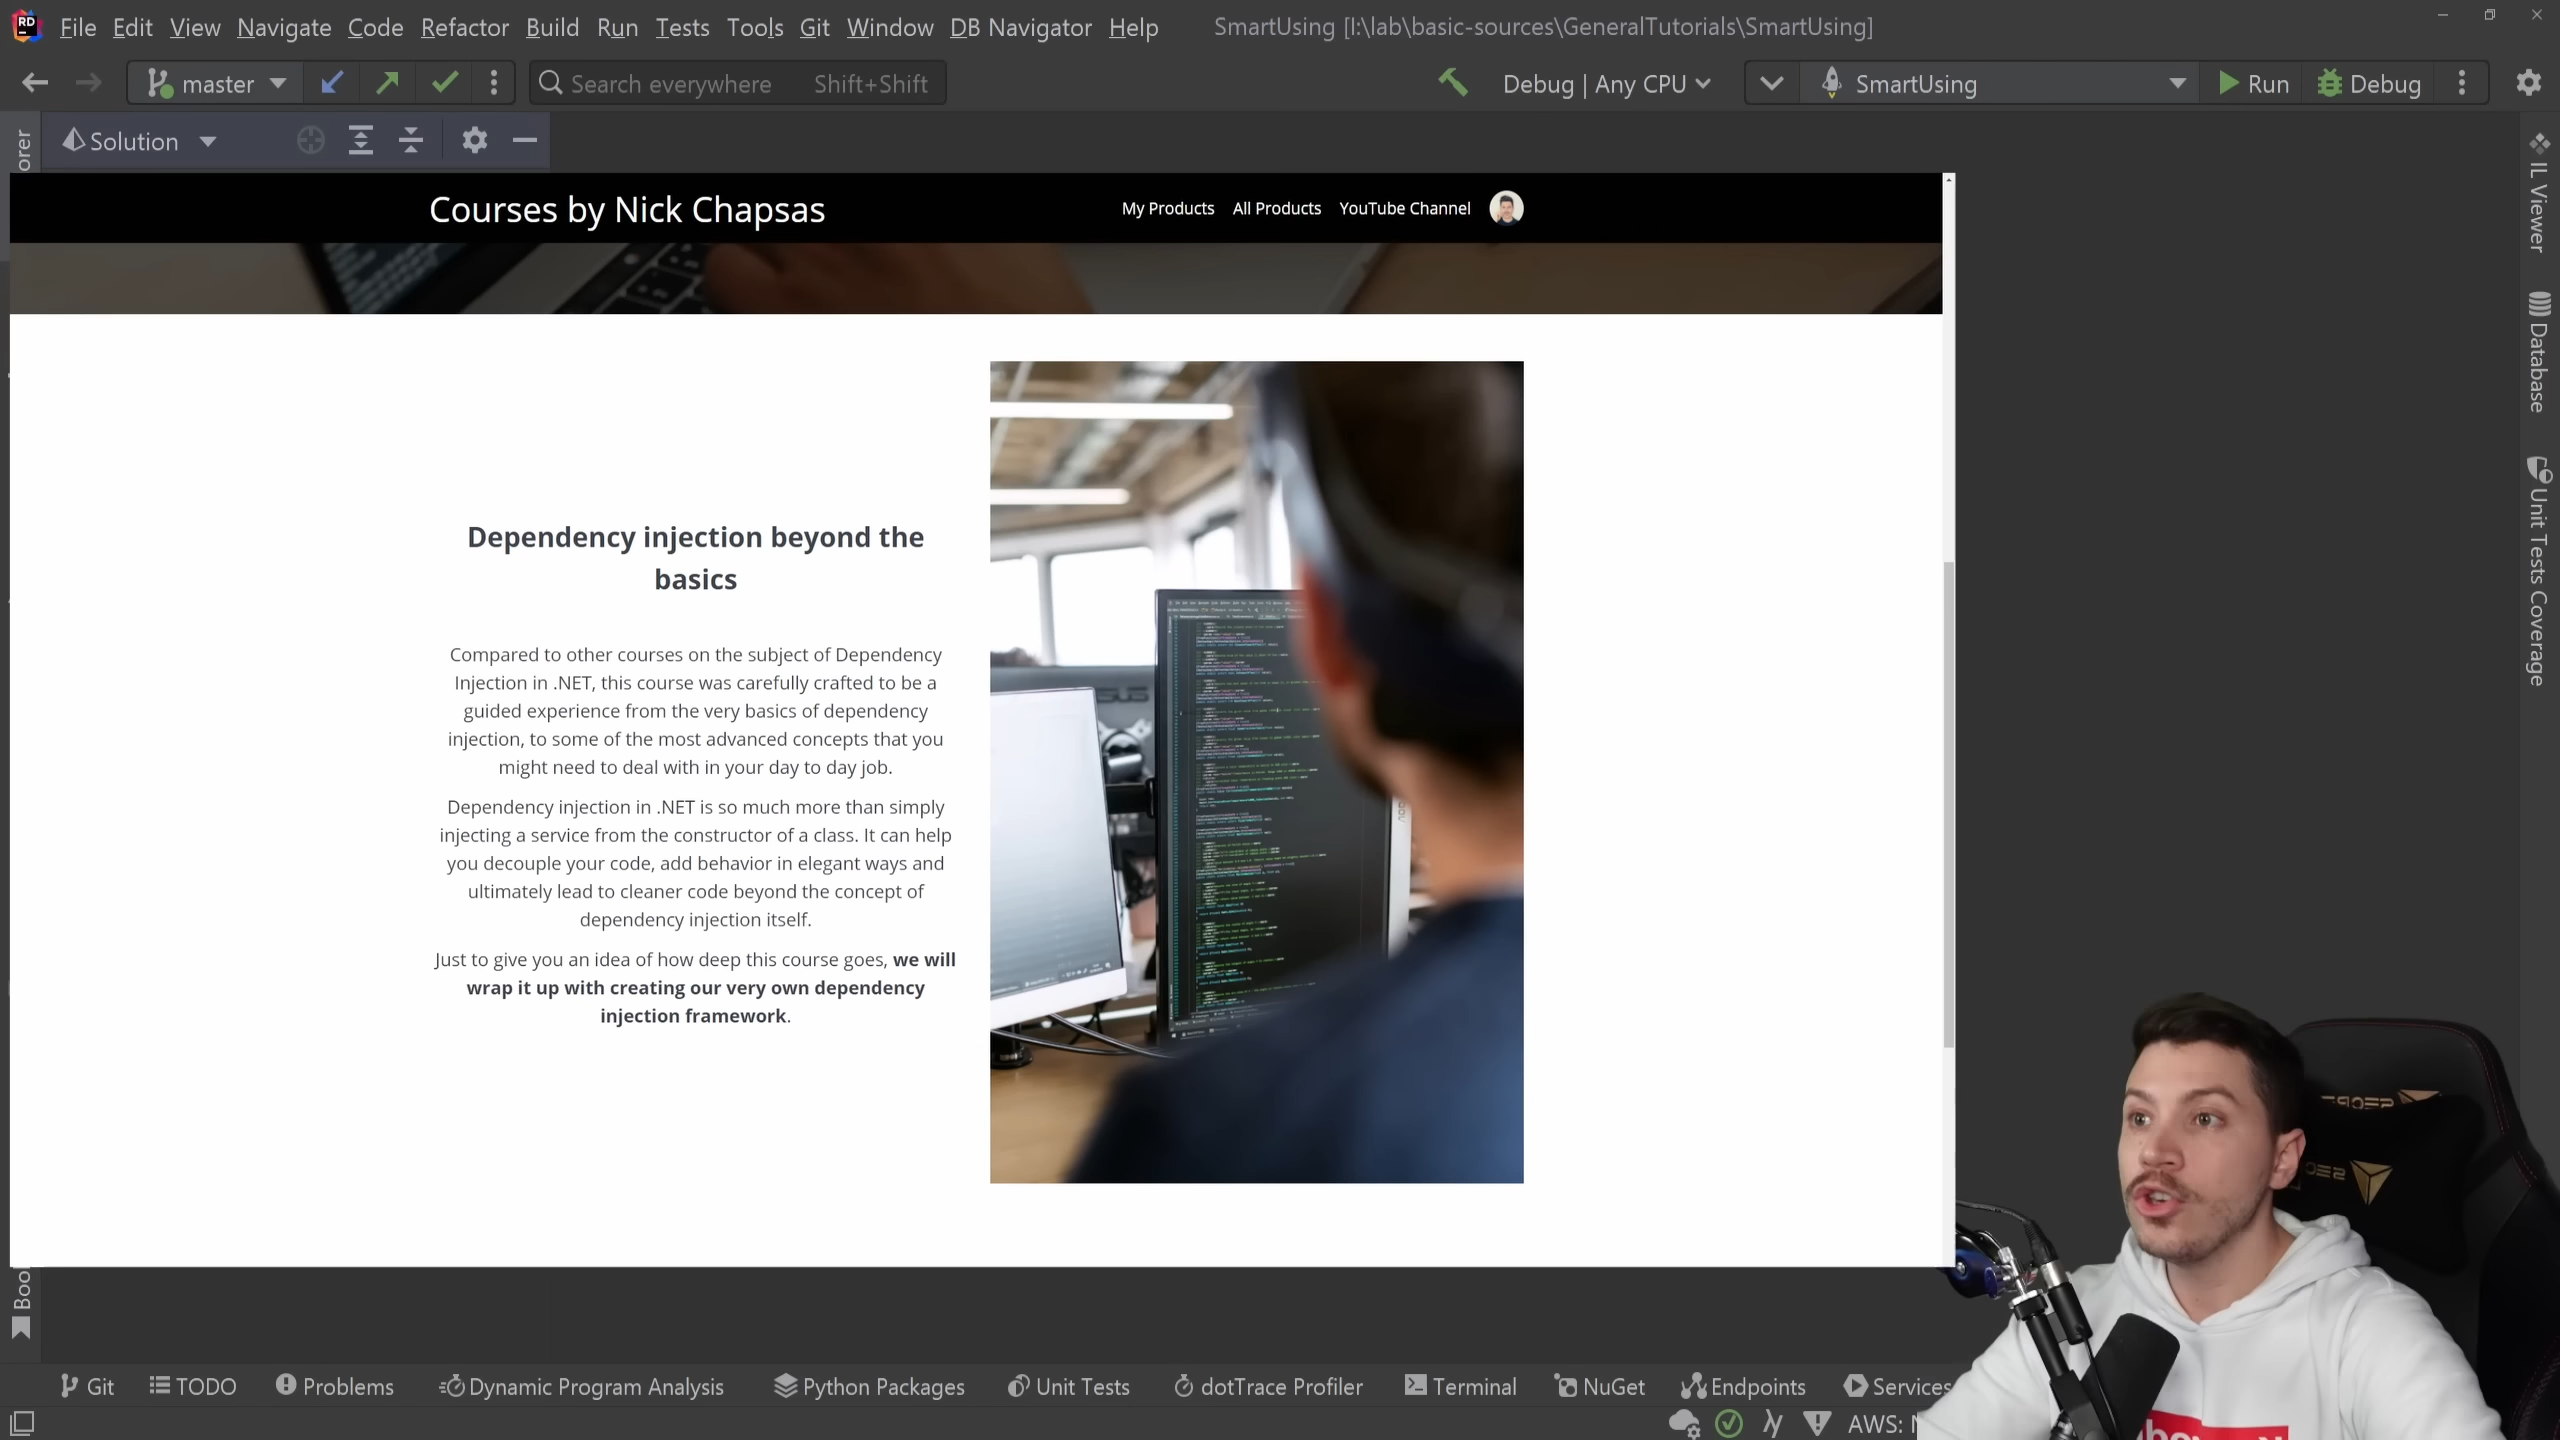 RD
File Edit View Navigate Code Refactor Build Run Tests Tools Git Window DB Navigator Help
SmartUsing [I:\lab\basic-sources\GeneralTutorials\SmartUsing]
master
Search everywhere Shift+Shift
Debug | Any CPU
SmartUsing
Run
Debug
Solution
orer
IL Viewer
Database
Unit Tests Coverage
Courses by Nick Chapsas
My Products All Products YouTube Channel
Dependency injection beyond the
basics
Compared to other courses on the subject of Dependency
Injection in .NET, this course was carefully crafted to be a
guided experience from the very basics of dependency
injection, to some of the most advanced concepts that you
might need to deal with in your day to day job.
Dependency injection in .NET is so much more than simply
injecting a service from the constructor of a class. It can help
you decouple your code, add behavior in elegant ways and
ultimately lead to cleaner code beyond the concept of
dependency injection itself.
Just to give you an idea of how deep this course goes, we will
wrap it up with creating our very own dependency
injection framework.
Boo
Git TODO Problems Dynamic Program Analysis Python Packages Unit Tests dotTrace Profiler Terminal NuGet Endpoints Services
AWS: